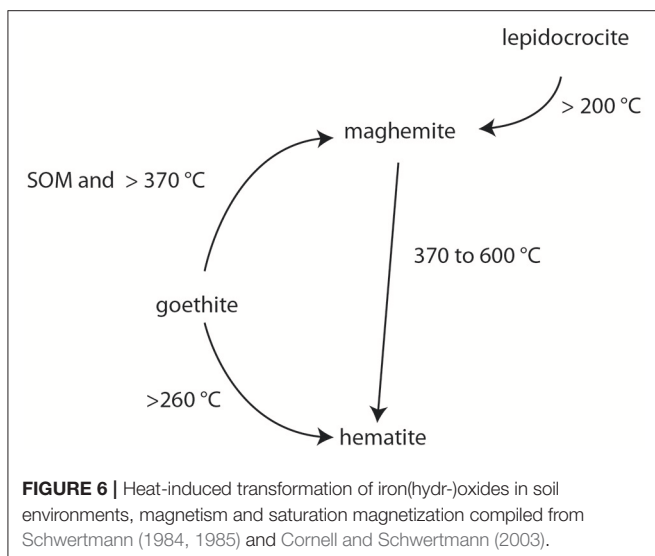 lepidocrocite
> 200 °C
maghemite
SOM and  > 370 °C
370 to 600 °C
goethite
>260 °C
hematite
FIGURE 6 | Heat-induced transformation of iron(hydr-)oxides in soil
environments, magnetism and saturation magnetization compiled from
Schwertmann (1984, 1985) and Cornell and Schwertmann (2003).